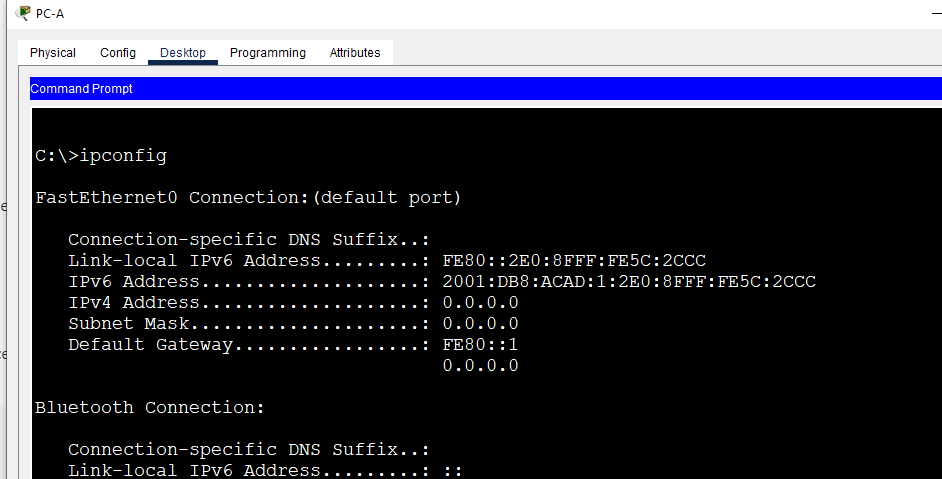 PC-A
Physical Config Desktop Programming Attributes
Command Prompt
C:\>ipconfig
FastEthernet0 Connection:(default port)
Connection-specific DNS Suffix..:
Link-local IPv6 Address.........: FE80::2E0:8FFF:FE5C:2CCC
IPv6 Address....................: 2001:DB8:ACAD:1:2E0:8FFF:FE5C:2CCC
IPv4 Address....................: 0.0.0.0
Subnet Mask.....................: 0.0.0.0
Default Gateway.................: FE80::1
0.0.0.0
Bluetooth Connection:
Connection-specific DNS Suffix..:
Link-local IPv6 Address.........: ::